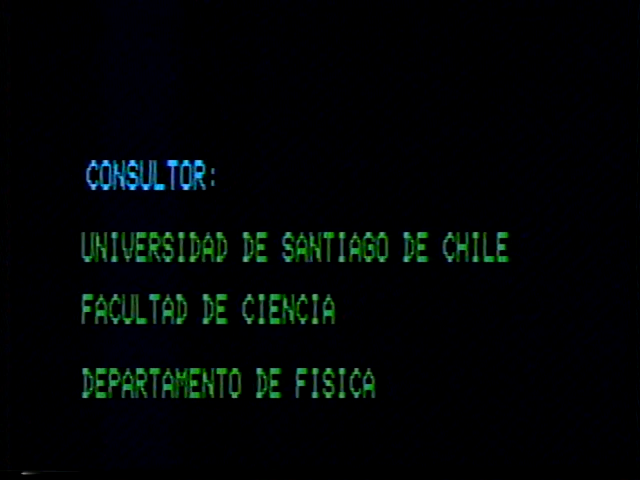 CONSULTOR:
UNIVERSIDAD DE SANTIAGO DE CHILE
FACULTAD DE CIENCIA
DEPARTAMENTO DE FISICA